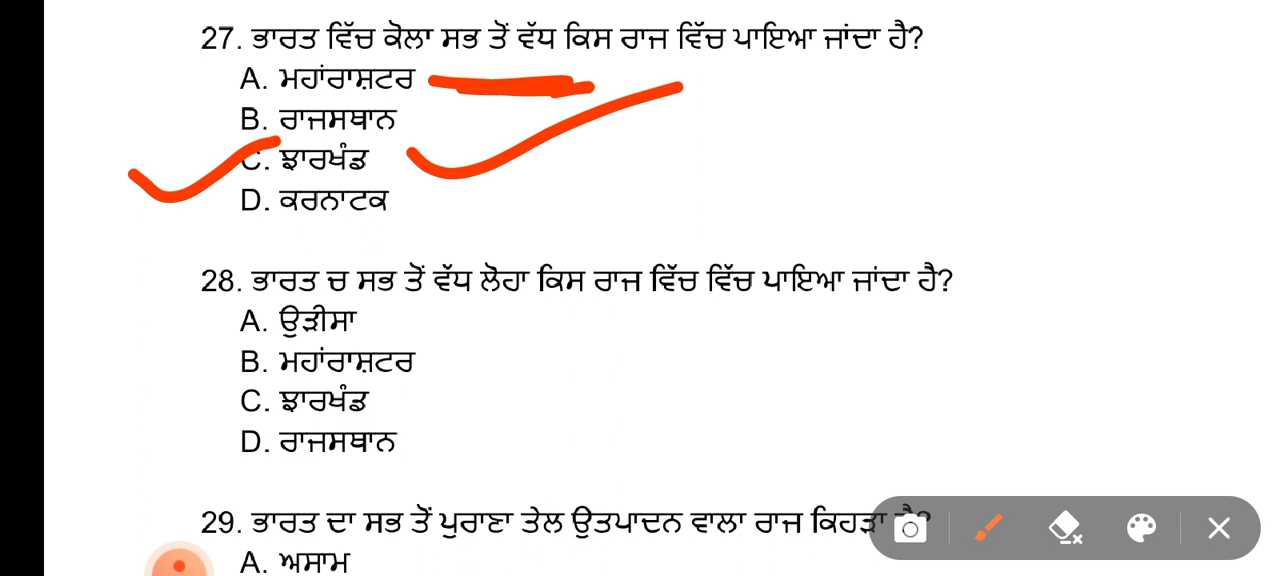 27. ਭਾਰਤ ਵਿੱਚ ਕੋਲਾ ਸਭ ਤੋਂ ਵੱਧ ਕਿਸ ਰਾਜ ਵਿੱਚ ਪਾਇਆ ਜਾਂਦਾ ਹੈ?
A. ਮਹਾਂਰਾਸ਼ਟਰ
B. ਰਾਜਸਥਾਨ
C. ਝਾਰਖੰਡ
D. ਕਰਨਾਟਕ
28. ਭਾਰਤ ਚ ਸਭ ਤੋਂ ਵੱਧ ਲੋਹਾ ਕਿਸ ਰਾਜ ਵਿੱਚ ਵਿੱਚ ਪਾਇਆ ਜਾਂਦਾ ਹੈ?
A. ਉੜੀਸਾ
B. ਮਹਾਂਰਾਸ਼ਟਰ
C. ਝਾਰਖੰਡ
D. ਰਾਜਸਥਾਨ
29. ਭਾਰਤ ਦਾ ਸਭ ਤੋਂ ਪੁਰਾਣਾ ਤੇਲ ਉਤਪਾਦਨ ਵਾਲਾ ਰਾਜ ਕਿਹੜਾ ਹੈ?
A. ਅਸਾਮ